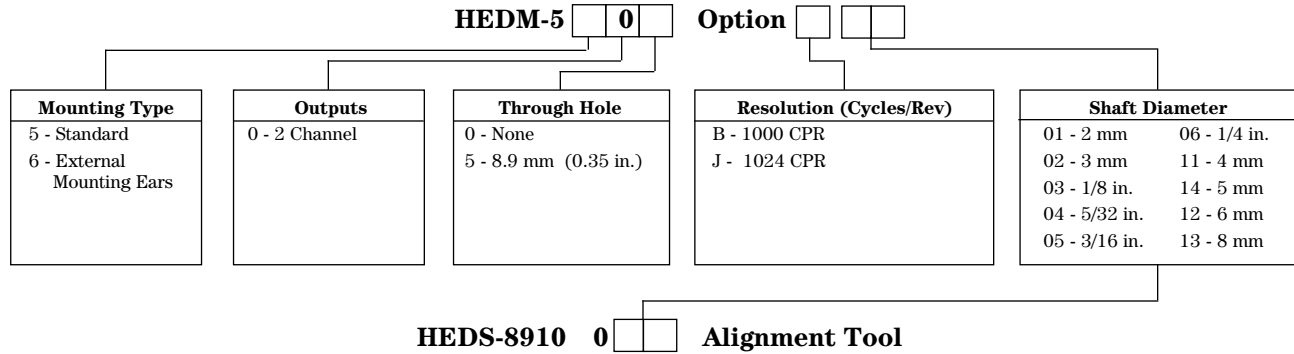 HEDM-5 0 Option
Mounting Type
5 - Standard
6 - External
Mounting Ears
Outputs
0 - 2 Channel
Through Hole
0 - None
5 - 8.9 mm (0.35 in.)
Resolution (Cycles/Rev)
B - 1000 CPR
J - 1024 CPR
Shaft Diameter
01 - 2 mm 06 - 1/4 in.
02 - 3 mm 11 - 4 mm
03 - 1/8 in. 14 - 5 mm
04 - 5/32 in. 12 - 6 mm
05 - 3/16 in. 13 - 8 mm
HEDS-8910 0 Alignment Tool